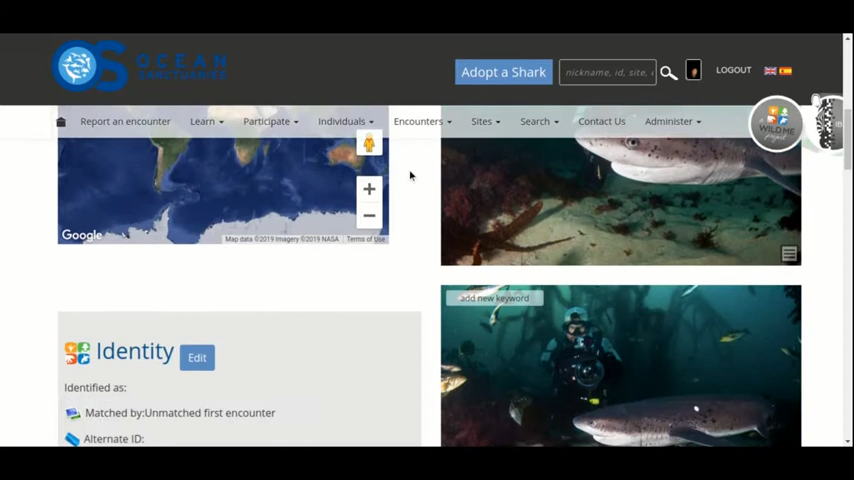 OCEAN
SANCTUARIES
Adopt a Shark
nickname, id, site,
LOGOUT
Report an encounter
Learn
Participate
Individuals
Encounters
Sites
Search
Contact Us
Administer
A
WILD ME
project
Google
Map data ©2019 Imagery ©2019 NASA
Terms of Use
add new keyword
Identity
Edit
Identified as:
Matched by:Unmatched first encounter
Alternate ID: